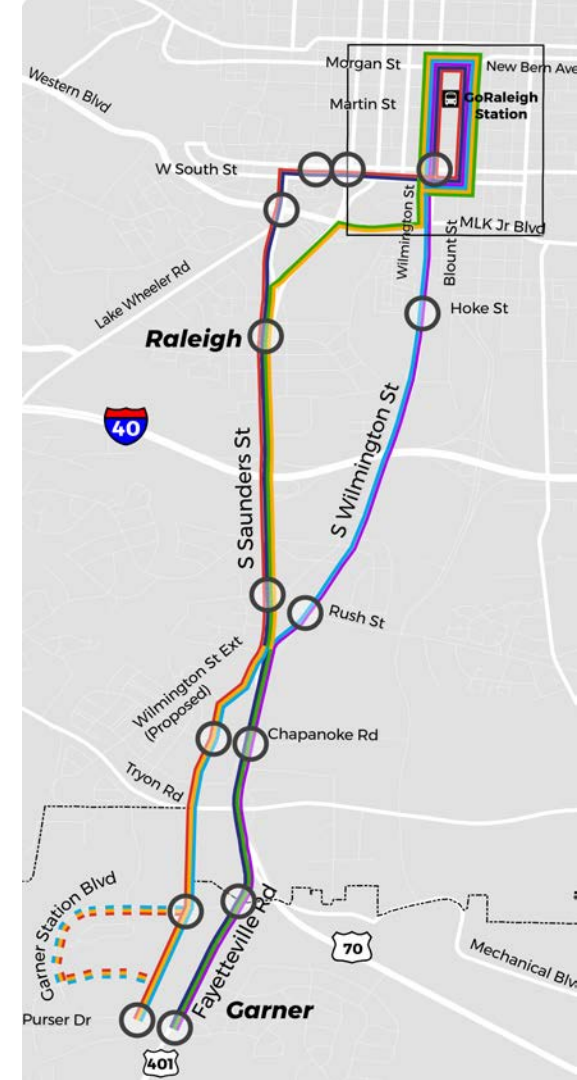 Morgan St
New Bern Ave
Western Blvd
Martin St
GoRaleigh
Station
W South St
Wilmington St
Blount St
MLK Jr Blvd
Lake Wheeler Rd
Hoke St
Raleigh
40
S Saunders St
S Wilmington St
Rush St
Wilmington St Ext
(Proposed)
Chapanoke Rd
Tryon Rd
Garner Station Blvd
Fayetteville Rd
70
Mechanical Blv
Purser Dr
Garner
401